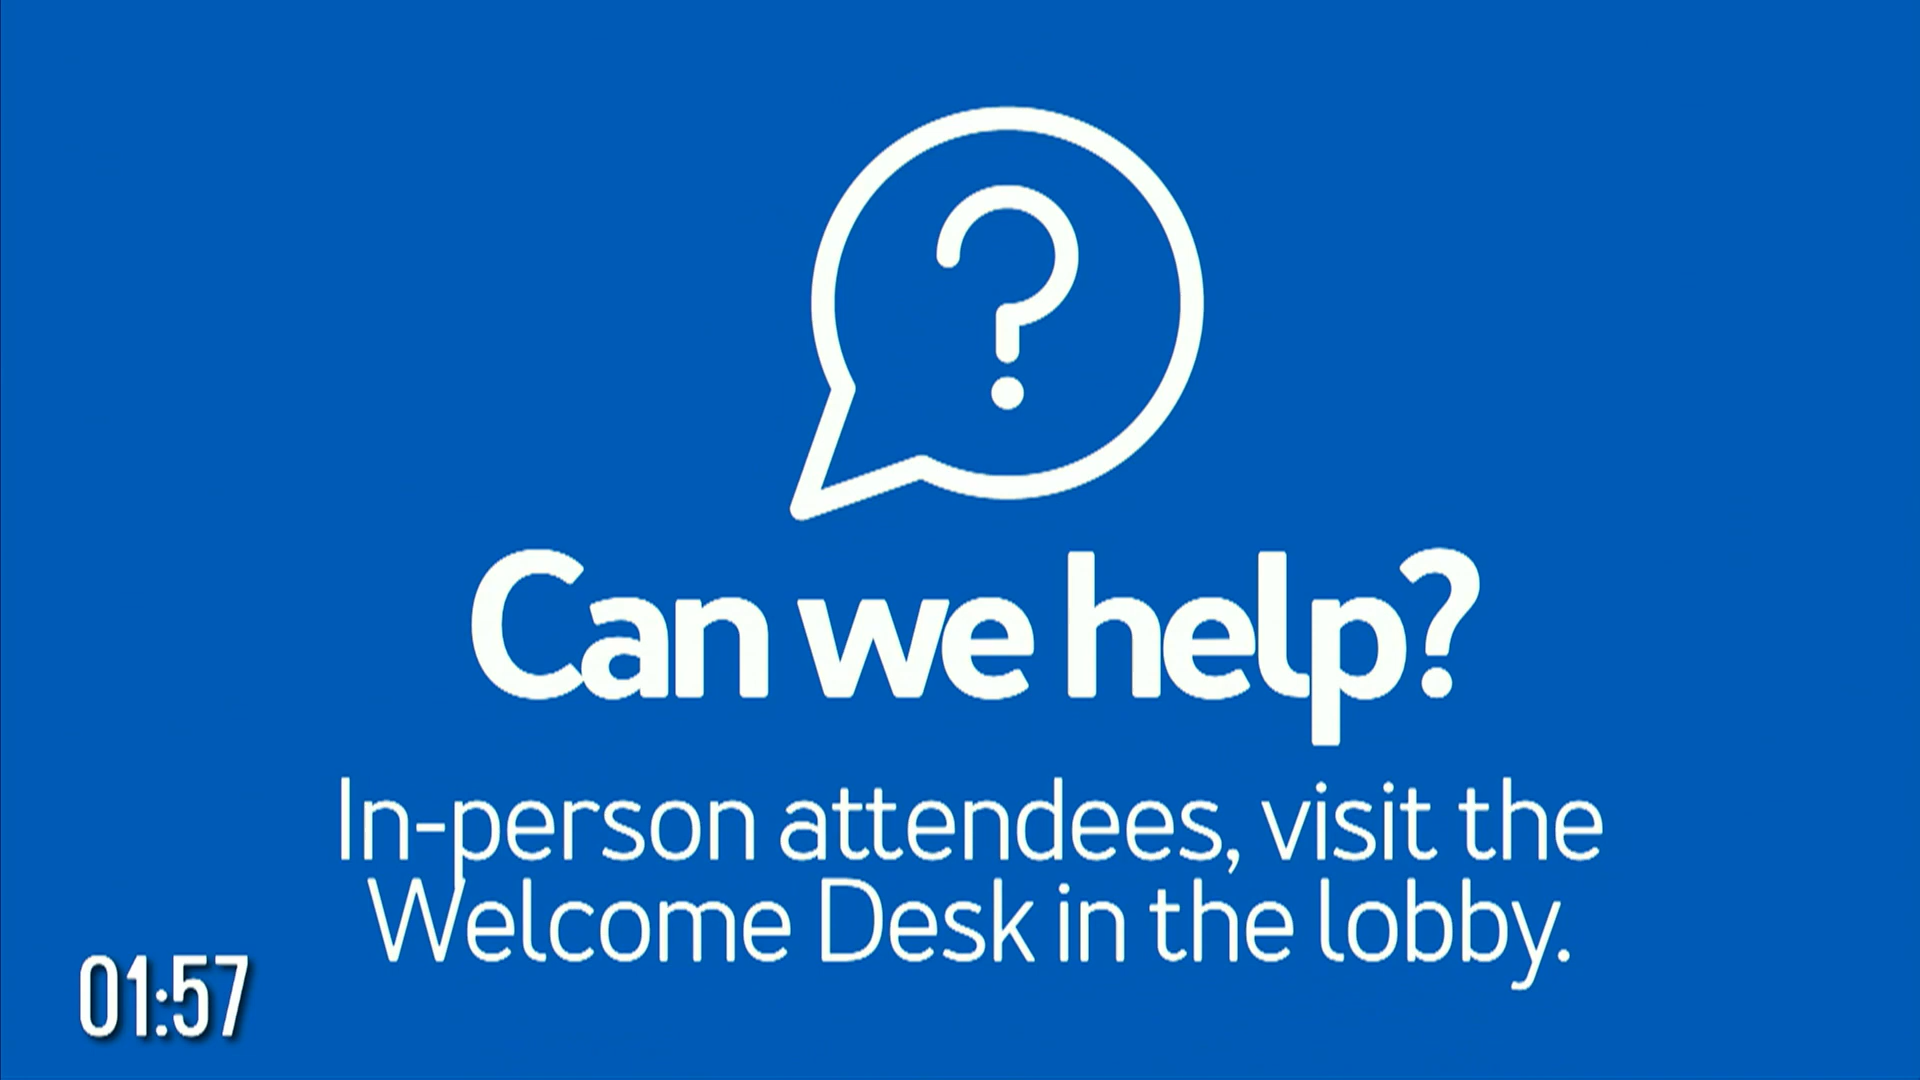 ?
Can we help?
In-person attendees, visit the
Welcome Desk in the lobby.
01:57